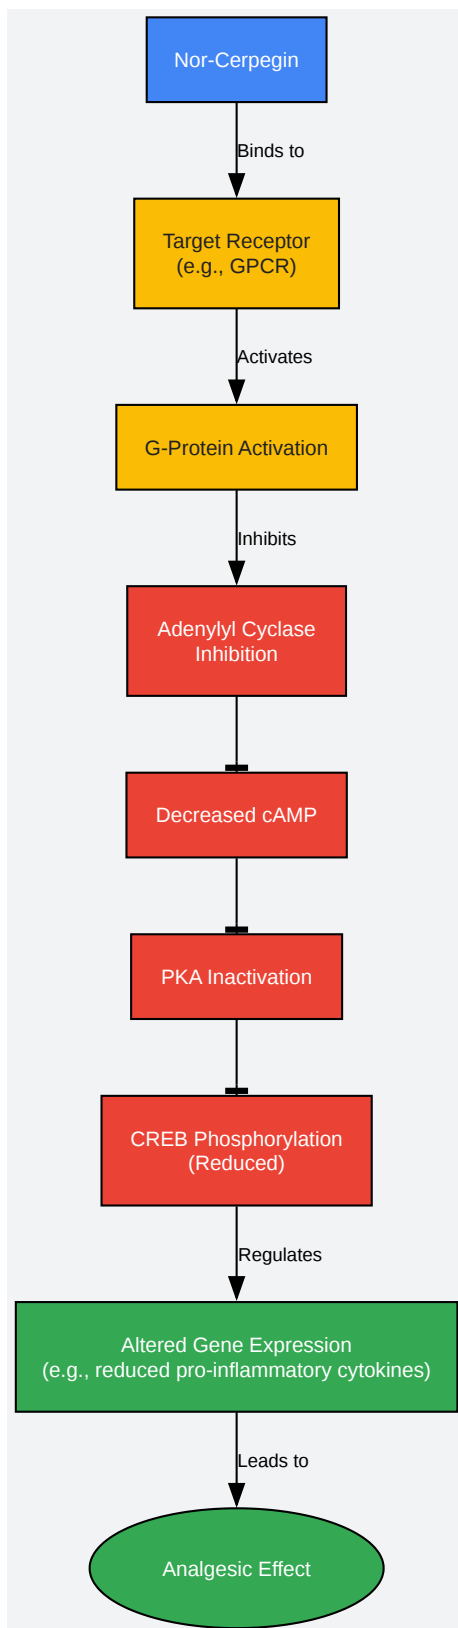 Nor-Cerpegin
Binds to
Target Receptor
(e.g., GPCR)
Activates
G-Protein Activation
Inhibits
Adenylyl Cyclase
Inhibition
Decreased cAMP
PKA Inactivation
CREB Phosphorylation
(Reduced)
Regulates
Altered Gene Expression
(e.g., reduced pro-inflammatory cytokines)
Leads to
Analgesic Effect